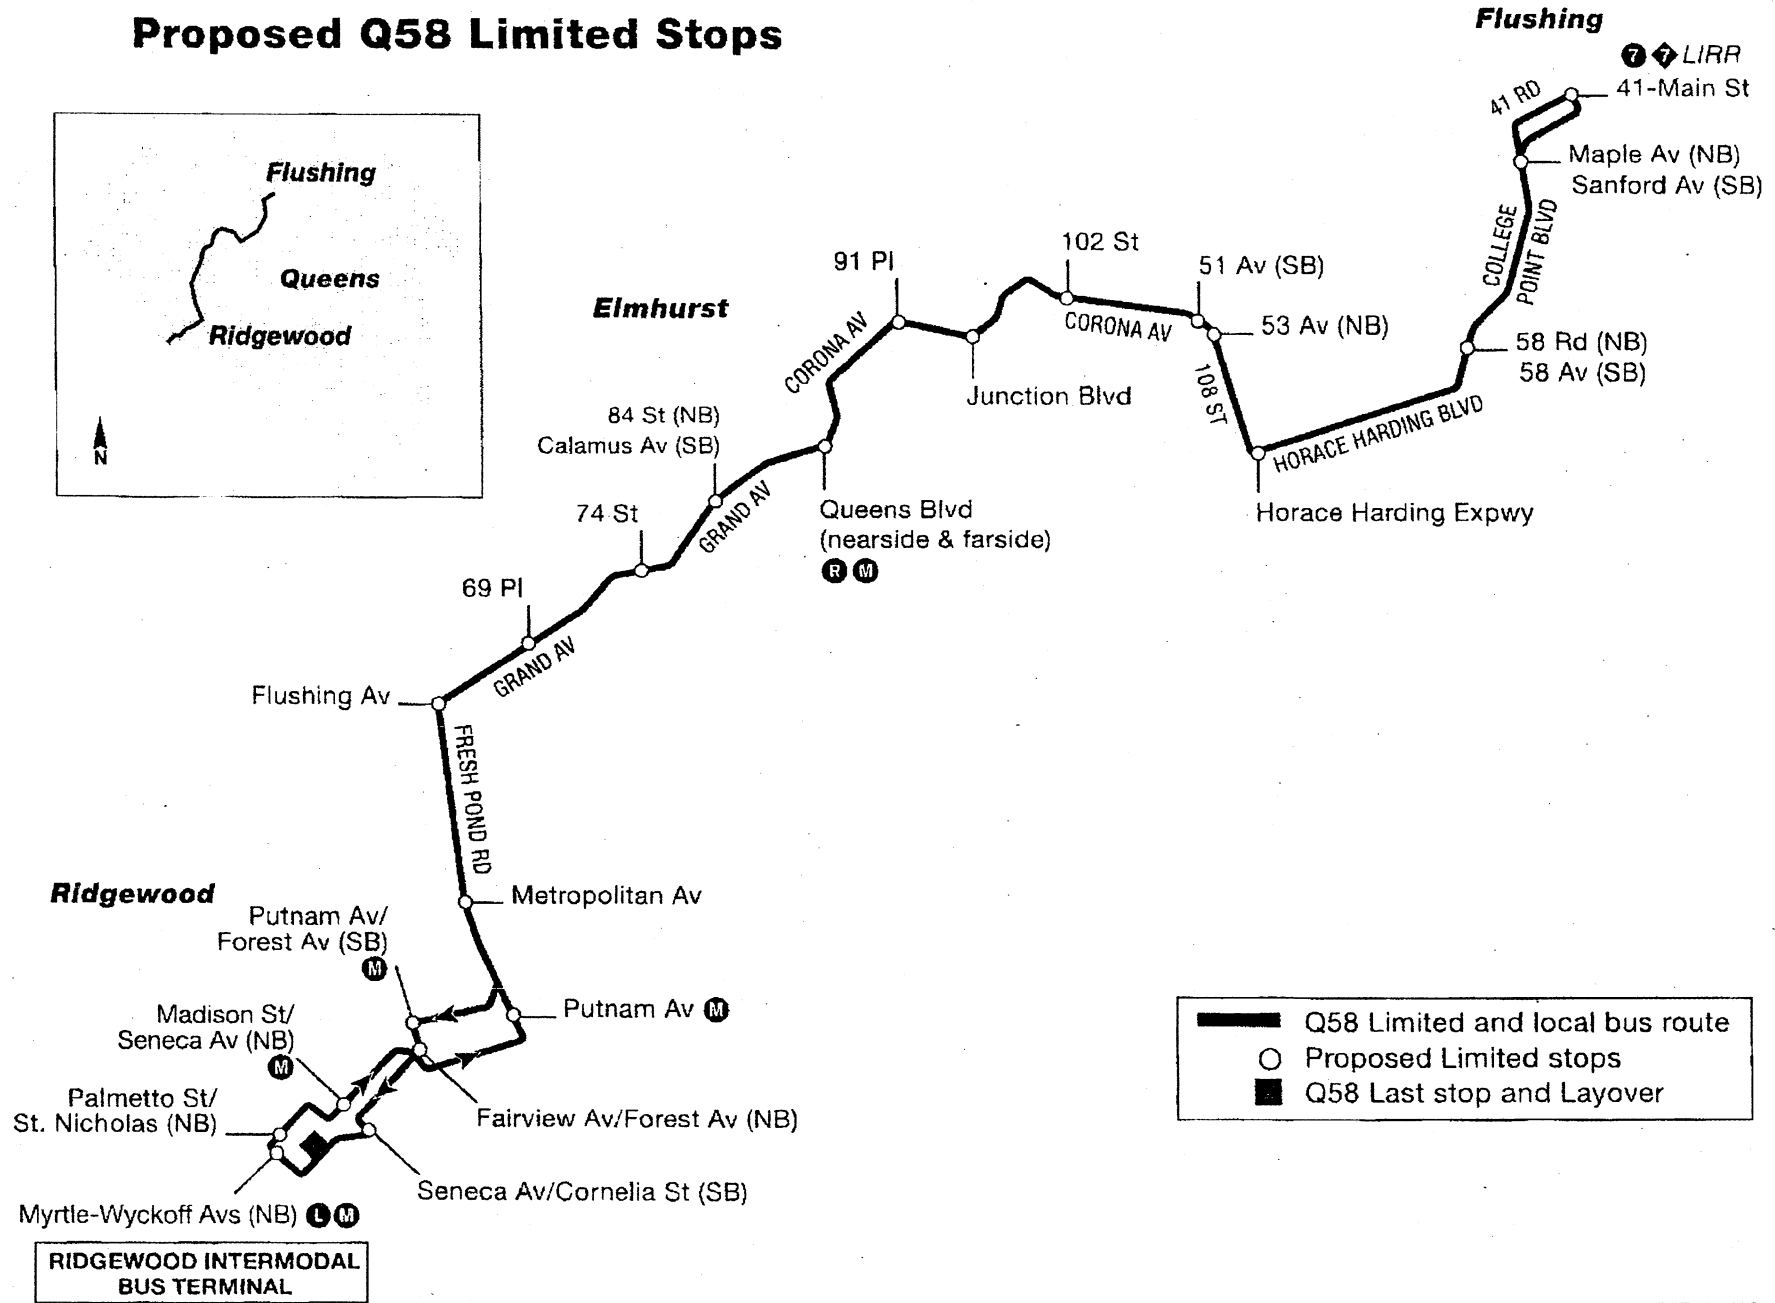 Proposed Q58 Limited Stops
Flushing
7 7 LIRR
41-Main St
41 RD
Maple Av (NB)
Sanford Av (SB)
COLLEGE
POINT BLVD
Flushing
Queens
Ridgewood
N
Elmhurst
91 Pl
102 St
51 Av (SB)
53 Av (NB)
58 Rd (NB)
58 Av (SB)
CORONA AV
CORONA AV
108 ST
HORACE HARDING BLVD
Junction Blvd
Horace Harding Expwy
84 St (NB)
Calamus Av (SB)
GRAND AV
Queens Blvd
(nearside & farside)
R M
74 St
69 Pl
GRAND AV
Flushing Av
FRESH POND RD
Ridgewood
Metropolitan Av
Putnam Av/
Forest Av (SB)
M
Putnam Av M
Madison St/
Seneca Av (NB)
M
Palmetto St/
St. Nicholas (NB)
Fairview Av/Forest Av (NB)
Seneca Av/Cornelia St (SB)
Myrtle-Wyckoff Avs (NB) L M
RIDGEWOOD INTERMODAL
BUS TERMINAL
Q58 Limited and local bus route
Proposed Limited stops
Q58 Last stop and Layover